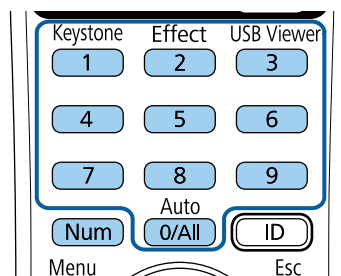 Keystone Effect USB Viewer
1 2 3
4 5 6
7 8 9
Auto
Num 0/All ID
Menu Esc